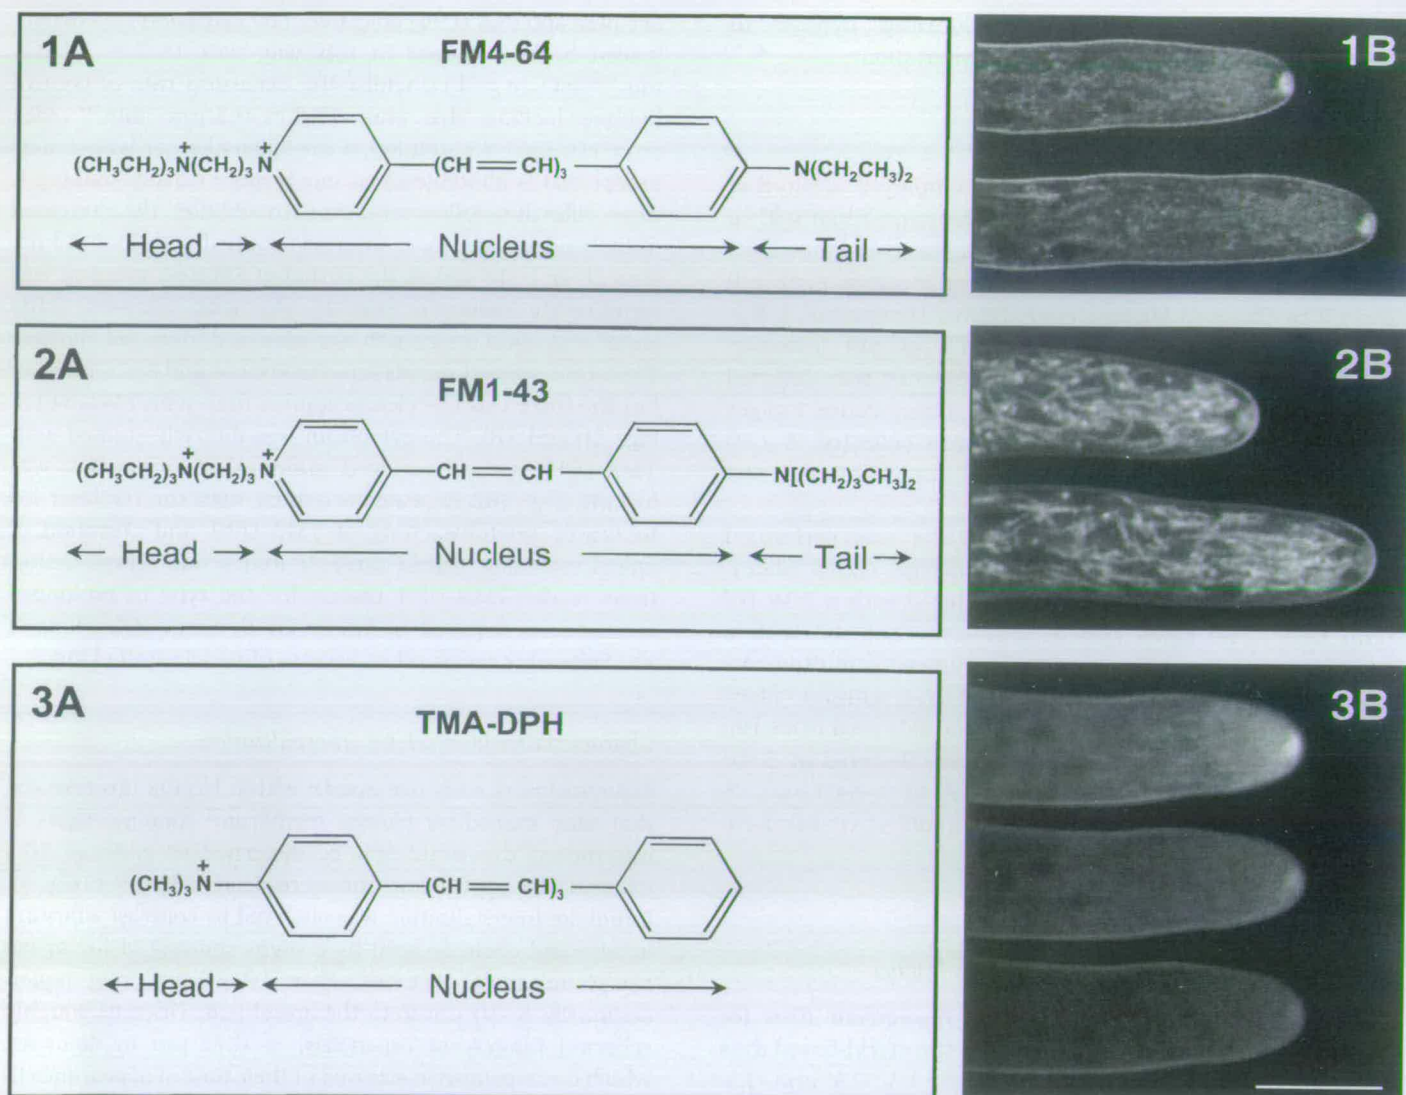 1A
FM4-64
(CH₃CH₂)₃N⁺(CH₂)₃N⁺ (CH=CH)₃ N(CH₂CH₃)₂
Head Nucleus Tail
1B
2A
FM1-43
(CH₃CH₂)₃N⁺(CH₂)₃N⁺ CH=CH N[(CH₂)₃CH₃]₂
Head Nucleus Tail
2B
3A
TMA-DPH
(CH₃)₃N⁺ (CH=CH)₃
Head Nucleus
3B